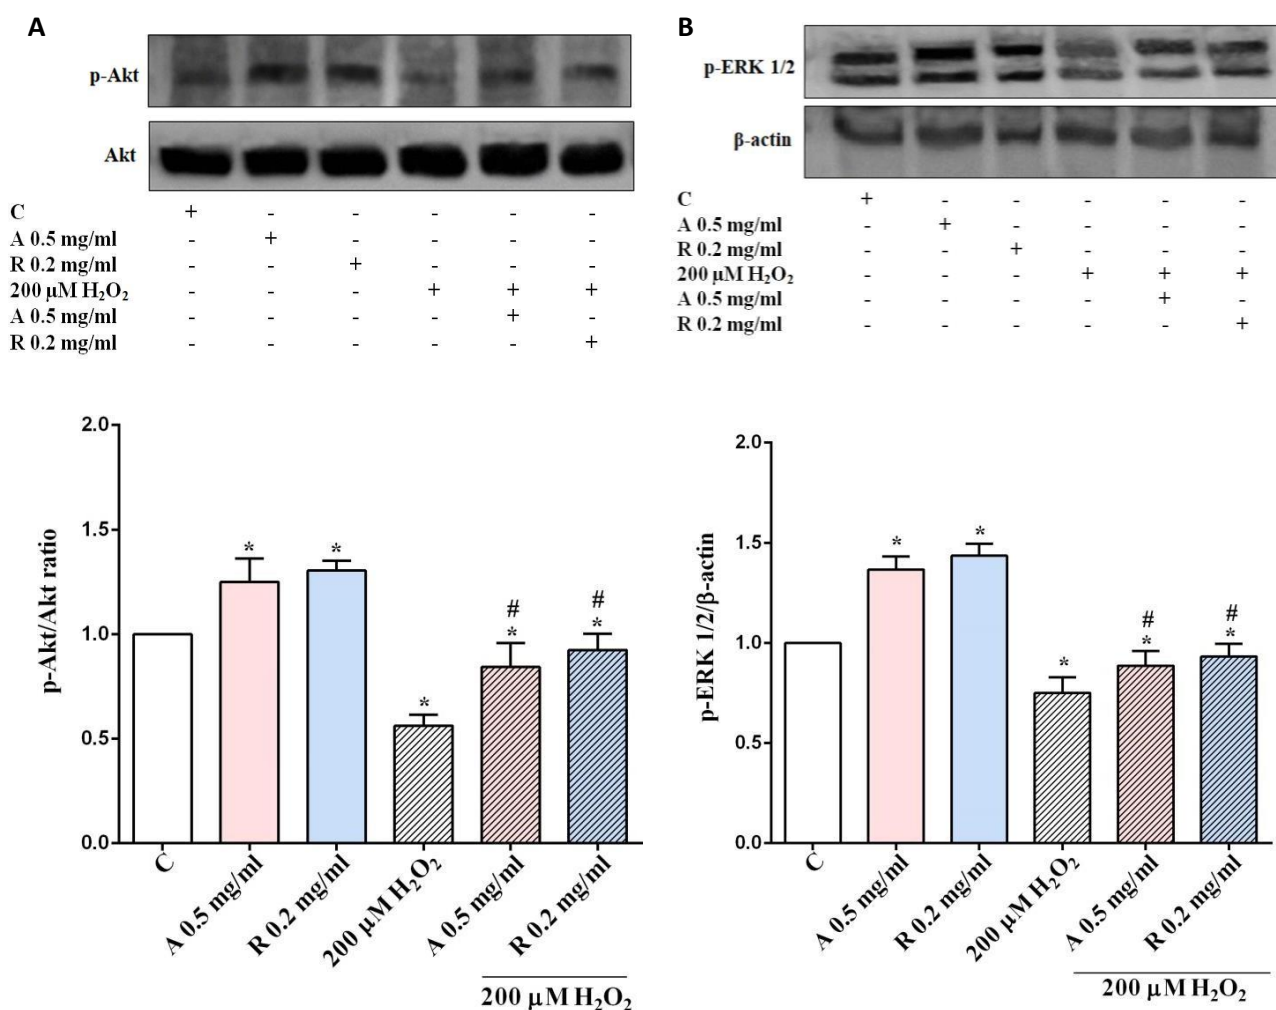 A
p-Akt
Akt
C + - - - - -
A 0.5 mg/ml - + - - - -
R 0.2 mg/ml - - + - - -
200 μM H₂O₂ - - - + + +
A 0.5 mg/ml - - - - + -
R 0.2 mg/ml - - - - - +
p-Akt/Akt ratio
2.0
1.5
1.0
0.5
0.0
* * * # * # *
C A 0.5 mg/ml R 0.2 mg/ml 200 μM H₂O₂ A 0.5 mg/ml R 0.2 mg/ml
200 μM H₂O₂
B
p-ERK 1/2
β-actin
C + - - - - -
A 0.5 mg/ml - + - - - -
R 0.2 mg/ml - - + - - -
200 μM H₂O₂ - - - + + +
A 0.5 mg/ml - - - - + -
R 0.2 mg/ml - - - - - +
p-ERK 1/2/β-actin
2.0
1.5
1.0
0.5
0.0
* * * # * # *
C A 0.5 mg/ml R 0.2 mg/ml 200 μM H₂O₂ A 0.5 mg/ml R 0.2 mg/ml
200 μM H₂O₂